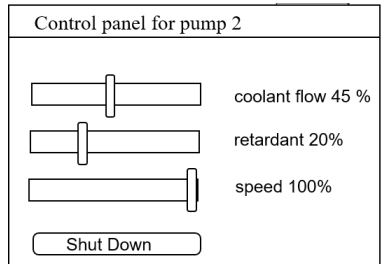 Control panel for pump 2
coolant flow 45 %
retardant 20%
speed 100%
Shut Down